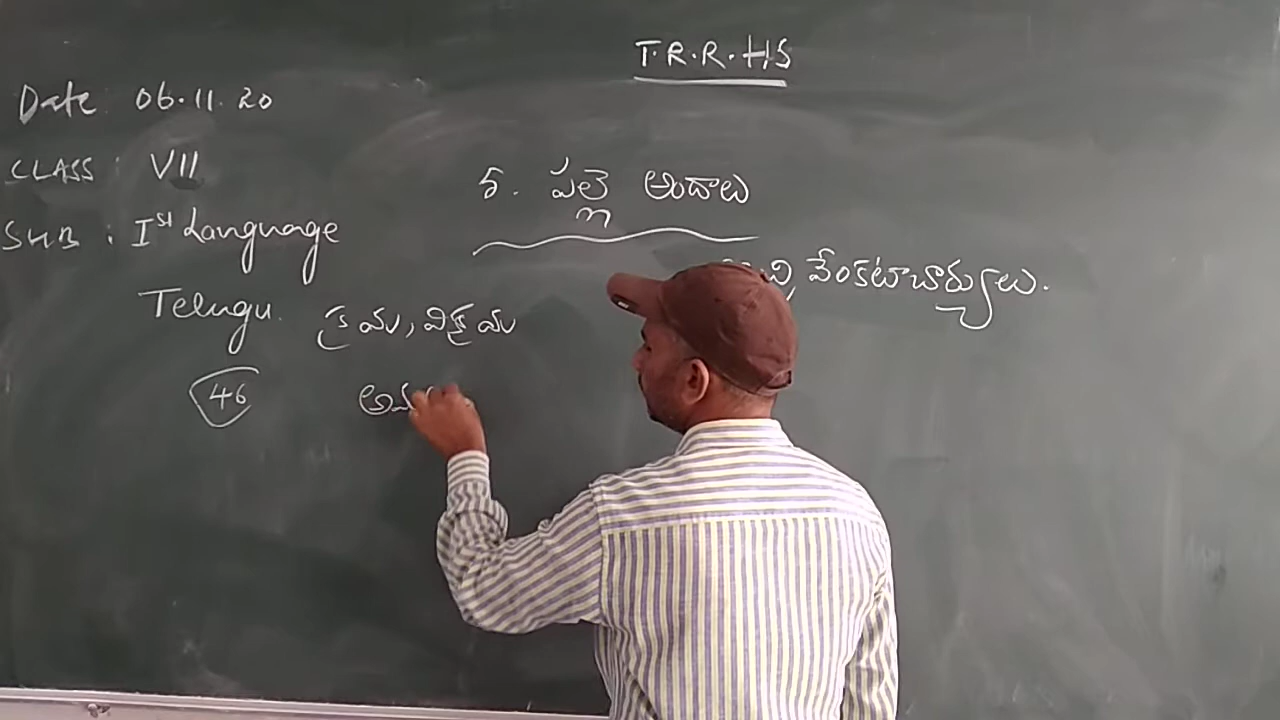 T.R.R.HS
Date: 06.11.20
CLASS: VII
SUB: Iˢᵗ Language
Telugu.
46
5. పల్లె అందాలు
వేంకటాచార్యులు.
క్రమ, విక్రమ